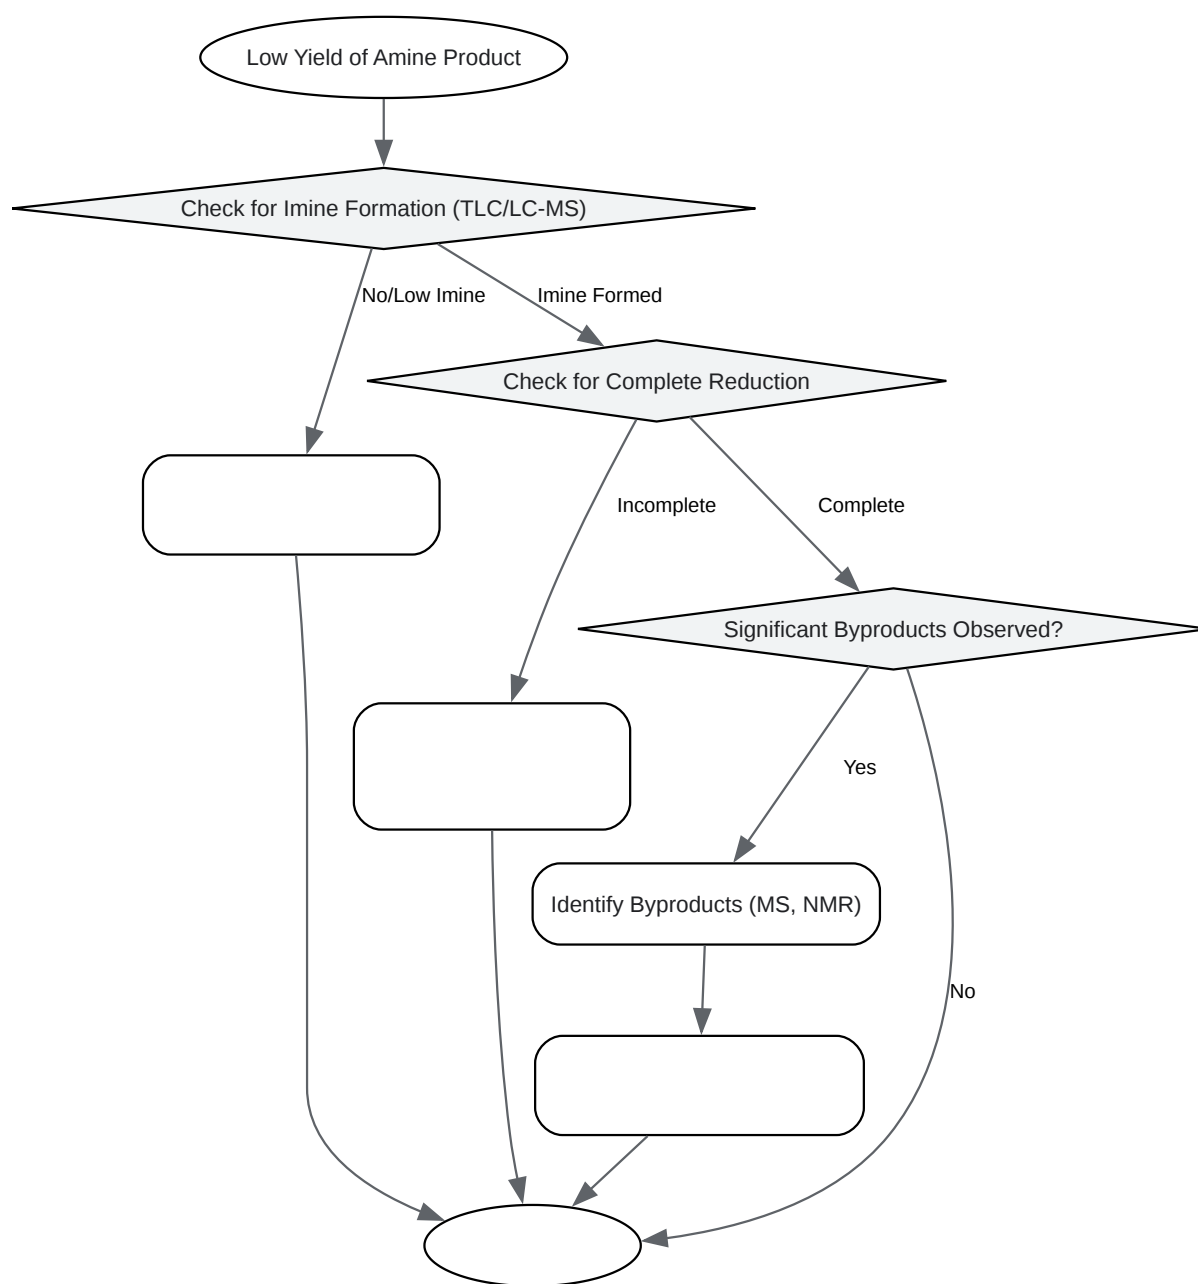 Low Yield of Amine Product
Check for Imine Formation (TLC/LC-MS)
No/Low Imine
Imine Formed
Check for Complete Reduction
Incomplete
Complete
Significant Byproducts Observed?
Yes
Identify Byproducts (MS, NMR)
No